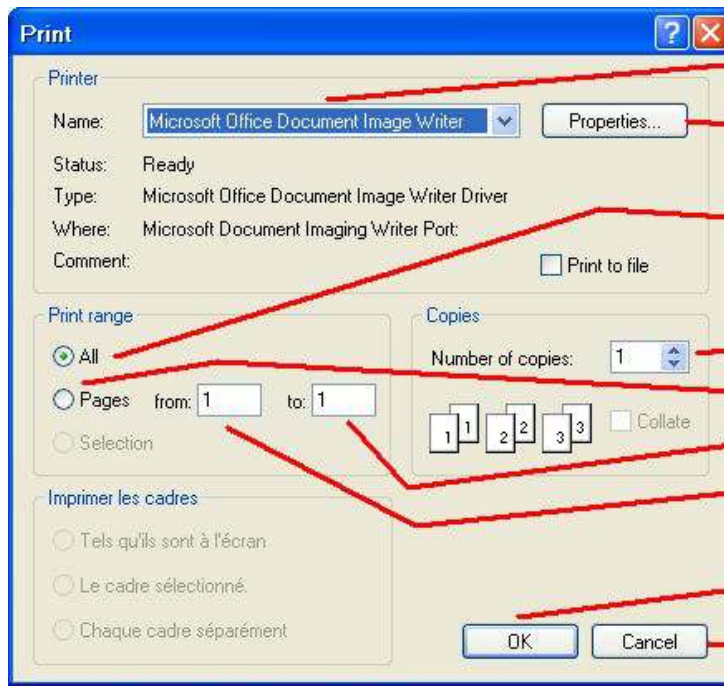 Print
Printer
Name: Microsoft Office Document Image Writer Properties...
Status: Ready
Type: Microsoft Office Document Image Writer Driver
Where: Microsoft Document Imaging Writer Port:
Comment:
Print to file
Print range
All
Pages from: 1 to: 1
Selection
Copies
Number of copies: 1
1 1 2 2 3 3 Collate
Imprimer les cadres
Tels qu'ils sont à l'écran
Le cadre sélectionné.
Chaque cadre séparément
OK Cancel